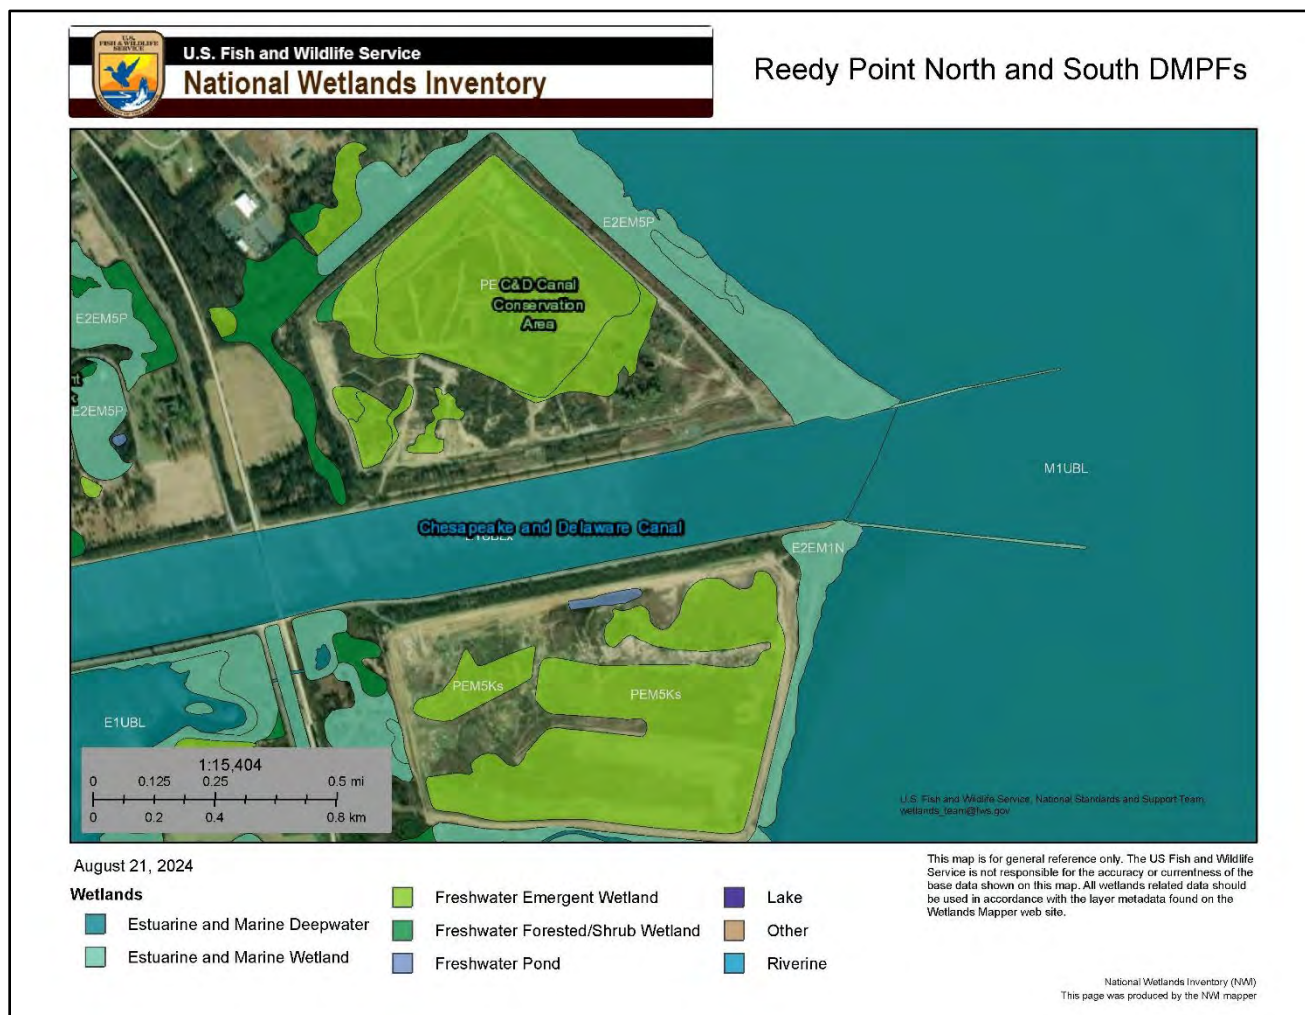 U.S.
FISH & WILDLIFE
SERVICE
U.S. Fish and Wildlife Service
National Wetlands Inventory
Reedy Point North and South DMPFs
E2EM5P
PE
C&D Canal
Conservation
Area
E2EM5P
E2EM5P
M1UBL
Chesapeake and Delaware Canal
E2EM1N
PEM5Ks
PEM5Ks
E1UBL
1:15,404
0 0.125 0.25 0.5 mi
0 0.2 0.4 0.8 km
U.S. Fish and Wildlife Service, National Standards and Support Team,
wetlands_team@fws.gov
August 21, 2024
Wetlands
Estuarine and Marine Deepwater
Estuarine and Marine Wetland
Freshwater Emergent Wetland
Freshwater Forested/Shrub Wetland
Freshwater Pond
Lake
Other
Riverine
This map is for general reference only. The US Fish and Wildlife
Service is not responsible for the accuracy or currentness of the
base data shown on this map. All wetlands related data should
be used in accordance with the layer metadata found on the
Wetlands Mapper web site.
National Wetlands Inventory (NWI)
This page was produced by the NWI mapper